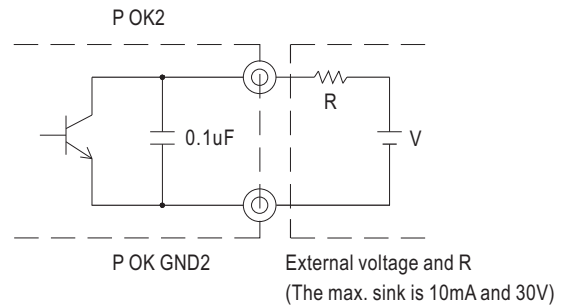 P OK2
R
0.1uF
V
P OK GND2
External voltage and R
(The max. sink is 10mA and 30V)